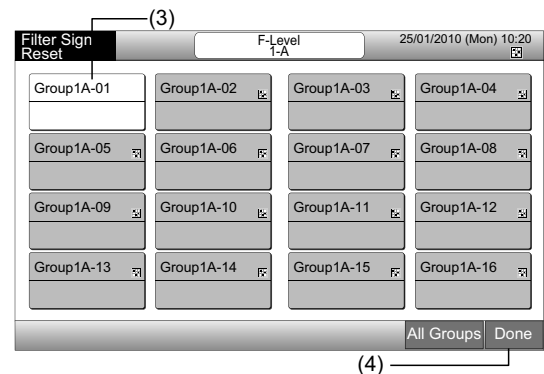 (3)
Filter Sign
Reset
F-Level
1-A
25/01/2010 (Mon) 10:20
Group1A-01 Group1A-02 Group1A-03 Group1A-04
Group1A-05 Group1A-06 Group1A-07 Group1A-08
Group1A-09 Group1A-10 Group1A-11 Group1A-12
Group1A-13 Group1A-14 Group1A-15 Group1A-16
All Groups Done
(4)